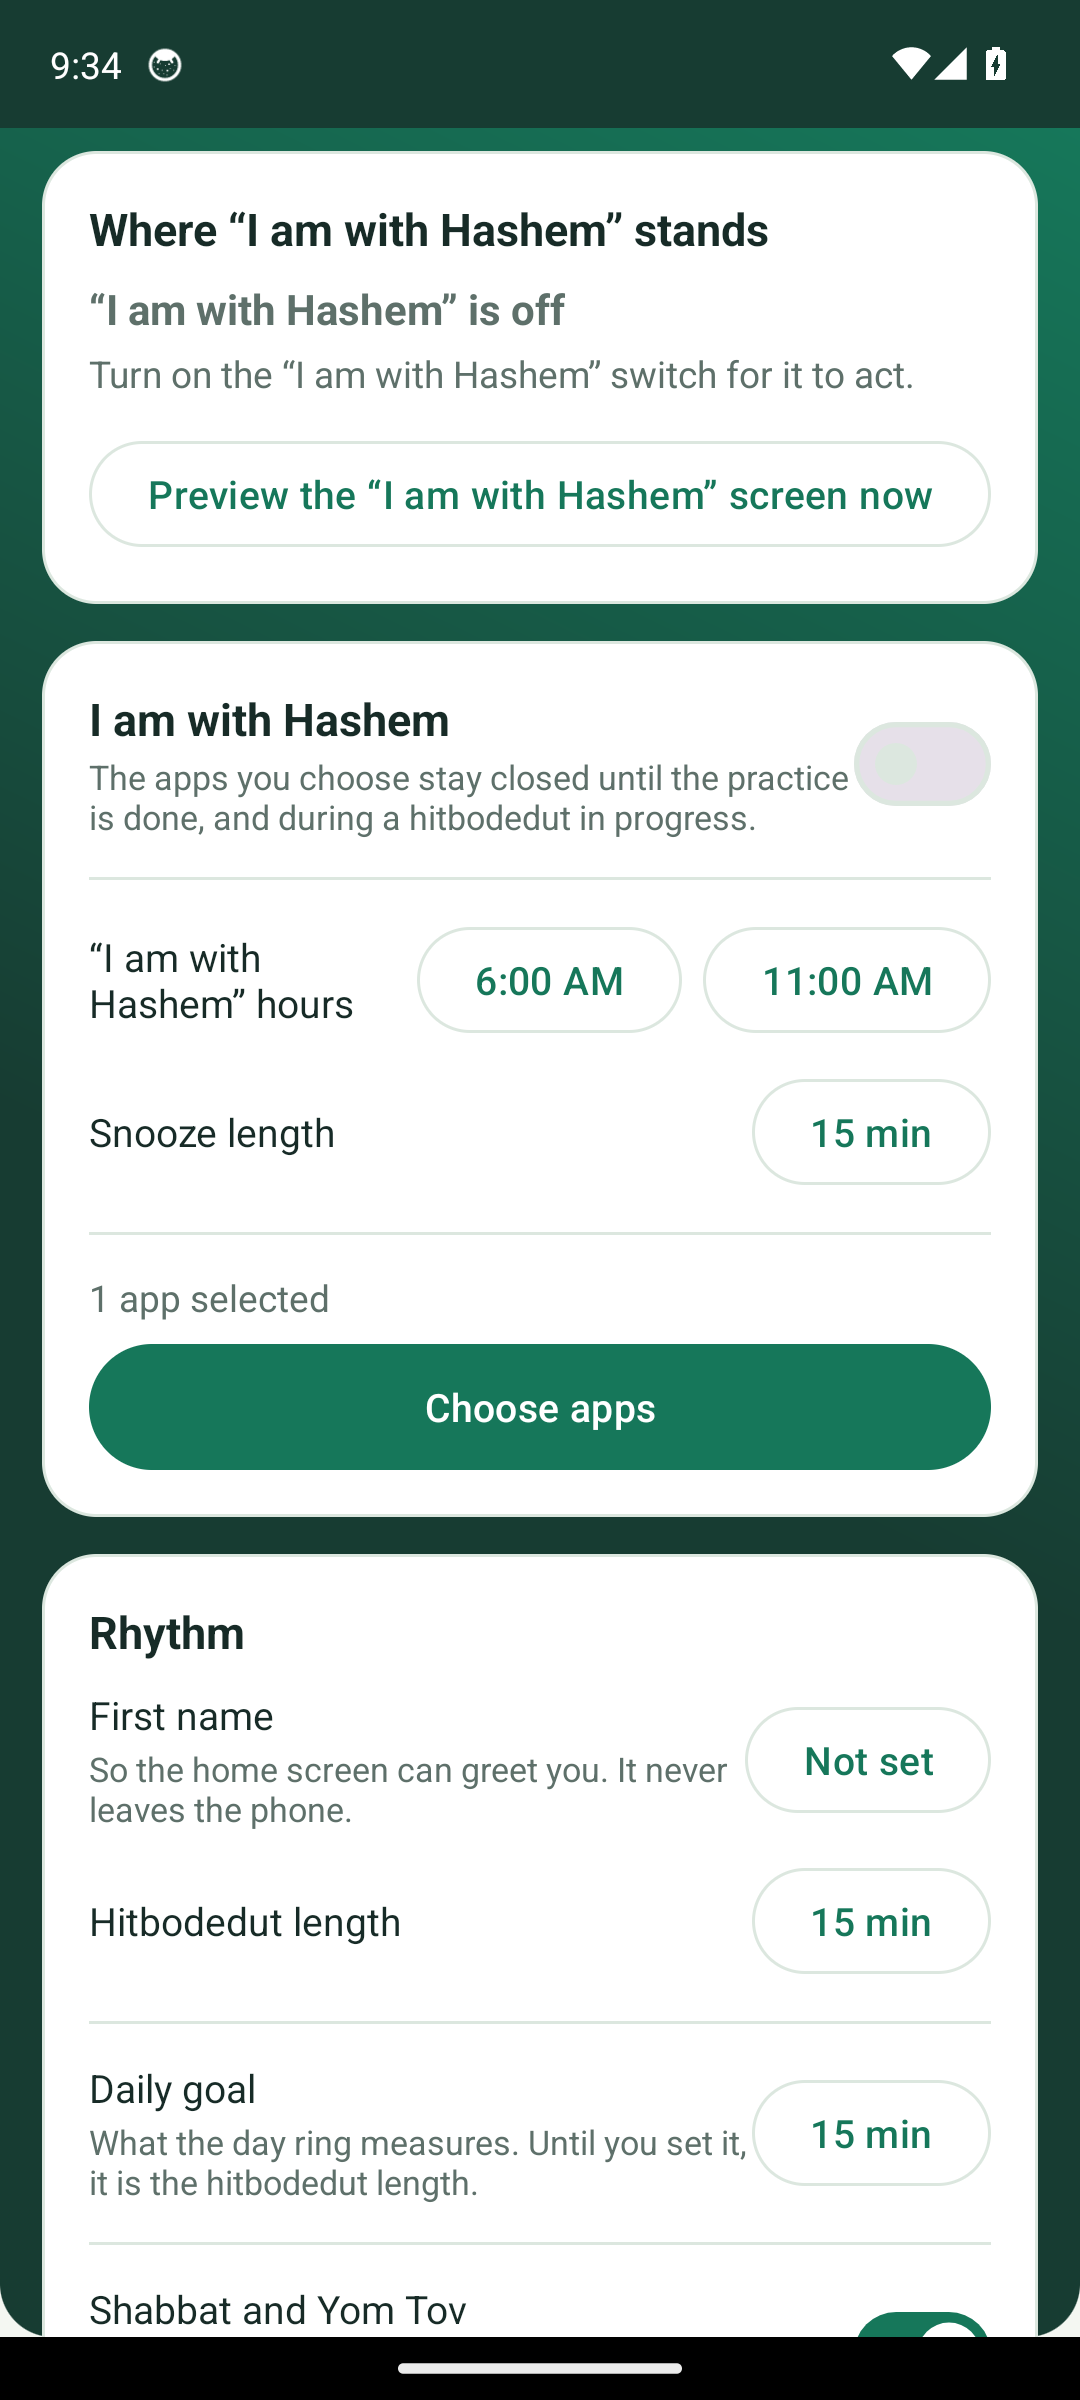 9:34
Where “I am with Hashem” stands
“I am with Hashem” is off
Turn on the “I am with Hashem” switch for it to act.
Preview the “I am with Hashem” screen now
I am with Hashem
The apps you choose stay closed until the practice
is done, and during a hitbodedut in progress.
“I am with
Hashem” hours
6:00 AM
11:00 AM
Snooze length
15 min
1 app selected
Choose apps
Rhythm
First name
So the home screen can greet you. It never
leaves the phone.
Not set
Hitbodedut length
15 min
Daily goal
What the day ring measures. Until you set it,
it is the hitbodedut length.
15 min
Shabbat and Yom Tov